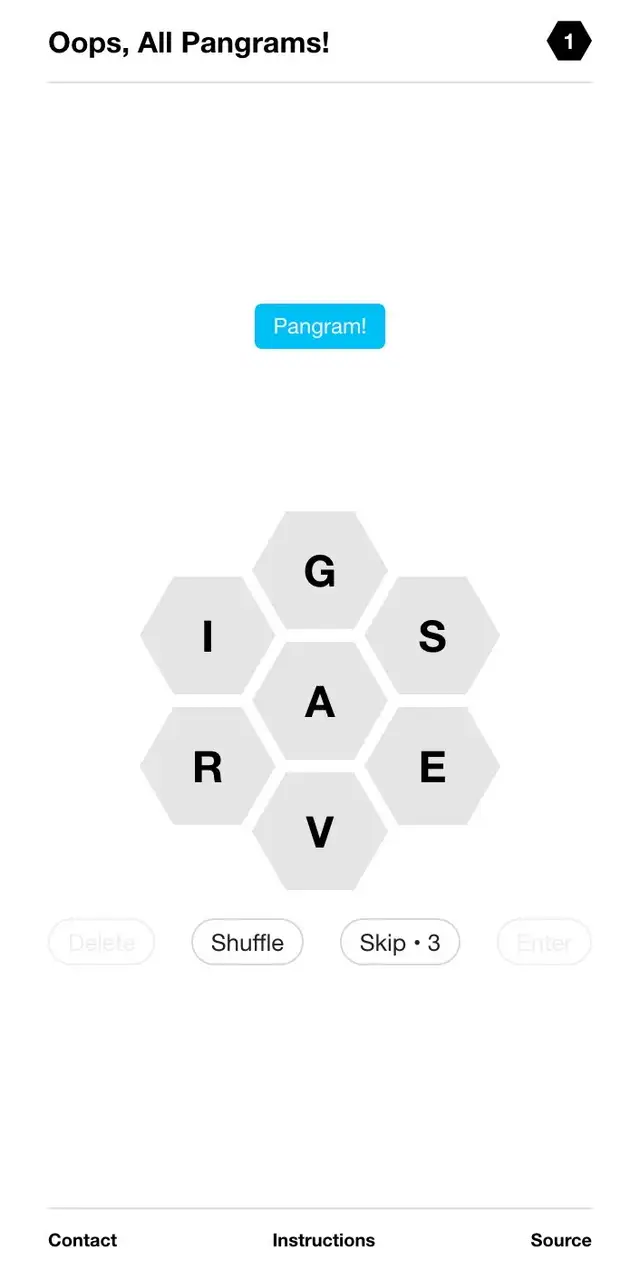 Oops, All Pangrams!
1
Pangram!
G
I
S
A
R
E
V
Delete
Shuffle
Skip • 3
Enter
Contact
Instructions
Source